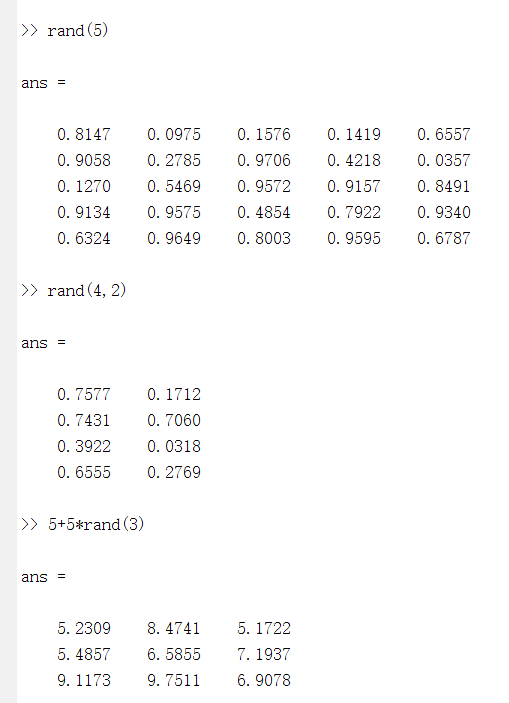 >> rand(5)
ans =
0.8147 0.0975 0.1576 0.1419 0.6557
0.9058 0.2785 0.9706 0.4218 0.0357
0.1270 0.5469 0.9572 0.9157 0.8491
0.9134 0.9575 0.4854 0.7922 0.9340
0.6324 0.9649 0.8003 0.9595 0.6787
>> rand(4,2)
ans =
0.7577 0.1712
0.7431 0.7060
0.3922 0.0318
0.6555 0.2769
>> 5+5*rand(3)
ans =
5.2309 8.4741 5.1722
5.4857 6.5855 7.1937
9.1173 9.7511 6.9078